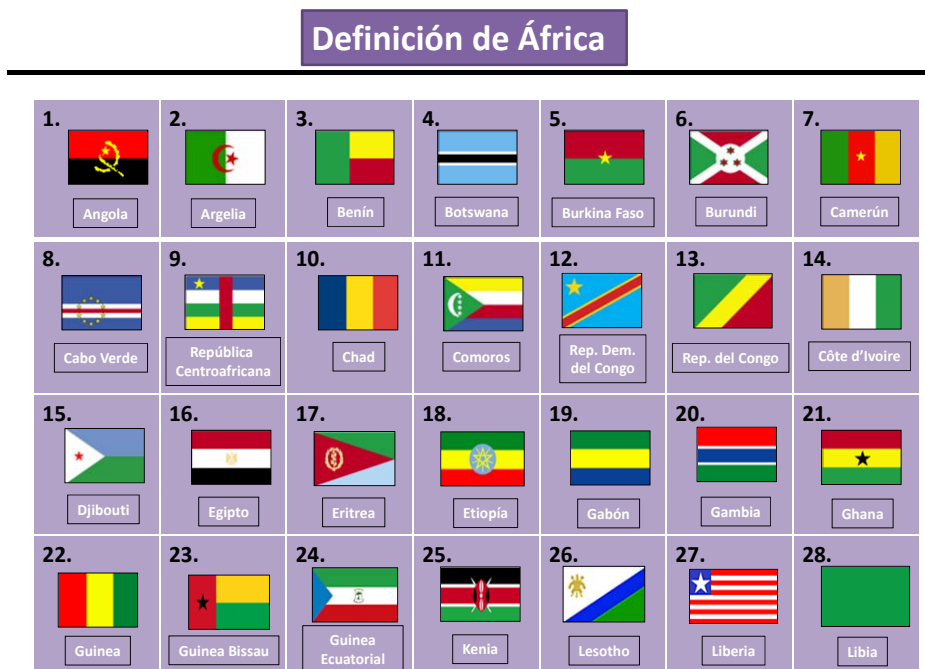 Definición de África
1. 2. 3. 4. 5. 6. 7.
Angola Argelia Benín Botswana Burkina Faso Burundi Camerún
8. 9. 10. 11. 12. 13. 14.
Cabo Verde República Centroafricana Chad Comoros Rep. Dem. del Congo Rep. del Congo Côte d'Ivoire
15. 16. 17. 18. 19. 20. 21.
Djibouti Egipto Eritrea Etiopía Gabón Gambia Ghana
22. 23. 24. 25. 26. 27. 28.
Guinea Guinea Bissau Guinea Ecuatorial Kenia Lesotho Liberia Libia